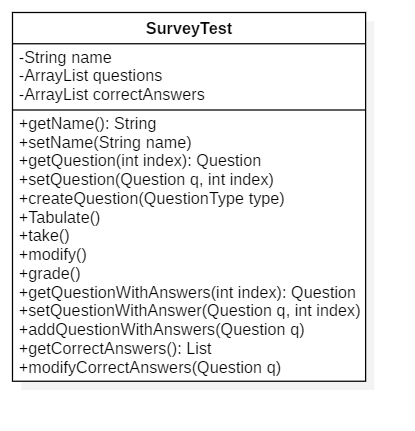 SurveyTest
-String name
-ArrayList questions
-ArrayList correctAnswers
+getName(): String
+setName(String name)
+getQuestion(int index): Question
+setQuestion(Question q, int index)
+createQuestion(QuestionType type)
+Tabulate()
+take()
+modify()
+grade()
+getQuestionWithAnswers(int index): Question
+setQuestionWithAnswer(Question q, int index)
+addQuestionWithAnswers(Question q)
+getCorrectAnswers(): List
+modifyCorrectAnswers(Question q)